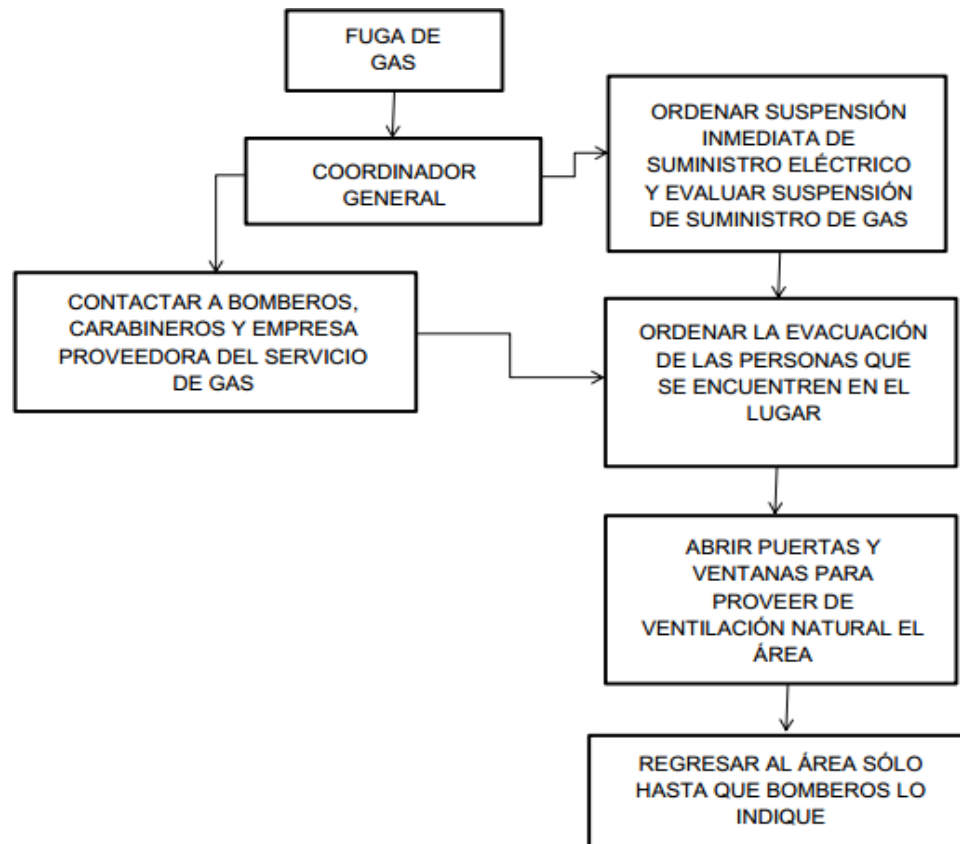 FUGA DE
GAS
COORDINADOR
GENERAL
ORDENAR SUSPENSIÓN
INMEDIATA DE
SUMINISTRO ELÉCTRICO
Y EVALUAR SUSPENSIÓN
DE SUMINISTRO DE GAS
CONTACTAR A BOMBEROS,
CARABINEROS Y EMPRESA
PROVEEDORA DEL SERVICIO
DE GAS
ORDENAR LA EVACUACIÓN
DE LAS PERSONAS QUE
SE ENCUENTREN EN EL
LUGAR
ABRIR PUERTAS Y
VENTANAS PARA
PROVEER DE
VENTILACIÓN NATURAL EL
ÁREA
REGRESAR AL ÁREA SÓLO
HASTA QUE BOMBEROS LO
INDIQUE